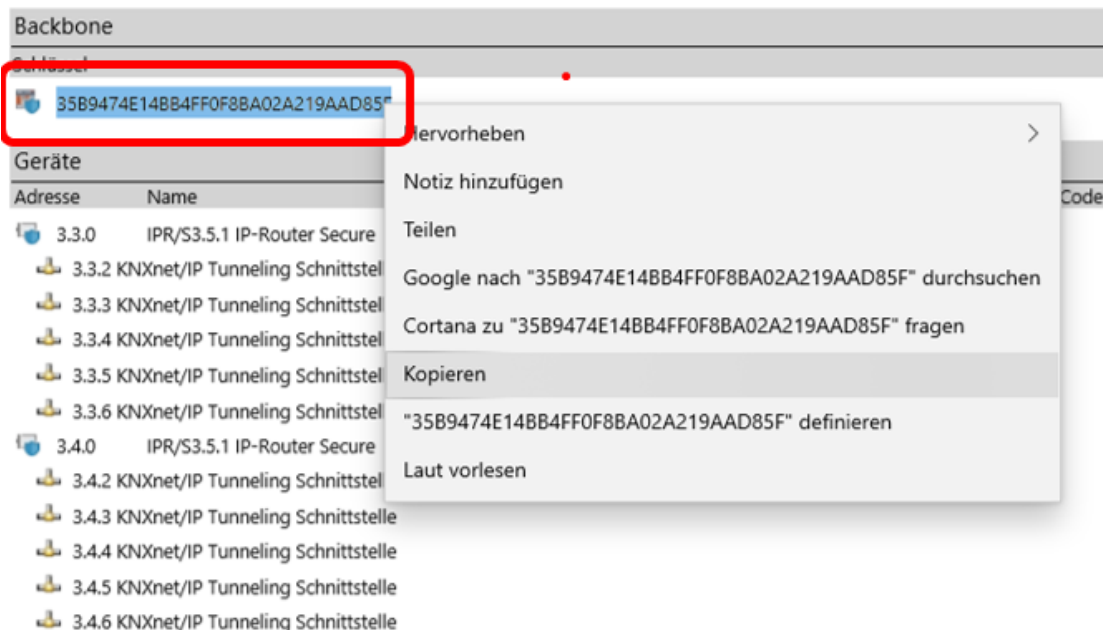 Backbone
Schlüssel
35B9474E14BB4FF0F8BA02A219AAD85F
Hervorheben
Geräte
Notiz hinzufügen
Adresse Name Code
Teilen
3.3.0 IPR/S3.5.1 IP-Router Secure
3.3.2 KNXnet/IP Tunneling Schnittstell
Google nach "35B9474E14BB4FF0F8BA02A219AAD85F" durchsuchen
3.3.3 KNXnet/IP Tunneling Schnittstel
Cortana zu "35B9474E14BB4FF0F8BA02A219AAD85F" fragen
3.3.4 KNXnet/IP Tunneling Schnittstel
3.3.5 KNXnet/IP Tunneling Schnittstel
Kopieren
3.3.6 KNXnet/IP Tunneling Schnittstel
"35B9474E14BB4FF0F8BA02A219AAD85F" definieren
3.4.0 IPR/S3.5.1 IP-Router Secure
Laut vorlesen
3.4.2 KNXnet/IP Tunneling Schnittstel
3.4.3 KNXnet/IP Tunneling Schnittstelle
3.4.4 KNXnet/IP Tunneling Schnittstelle
3.4.5 KNXnet/IP Tunneling Schnittstelle
3.4.6 KNXnet/IP Tunneling Schnittstelle